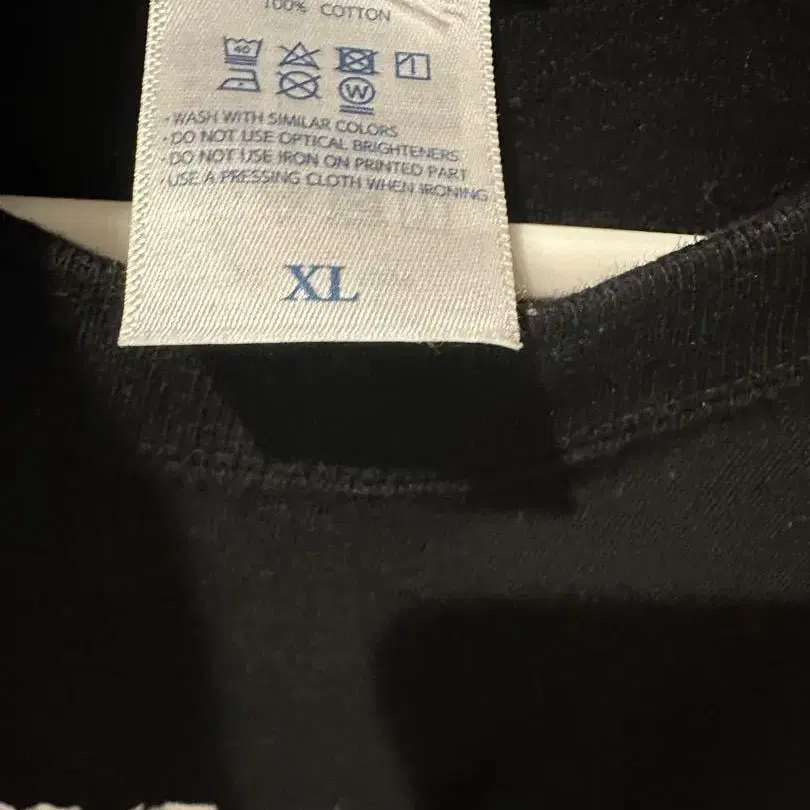 100% COTTON
40
W
·WASH WITH SIMILAR COLORS
·DO NOT USE OPTICAL BRIGHTENERS
·DO NOT USE IRON ON PRINTED PART
·USE A PRESSING CLOTH WHEN IRONING
XL